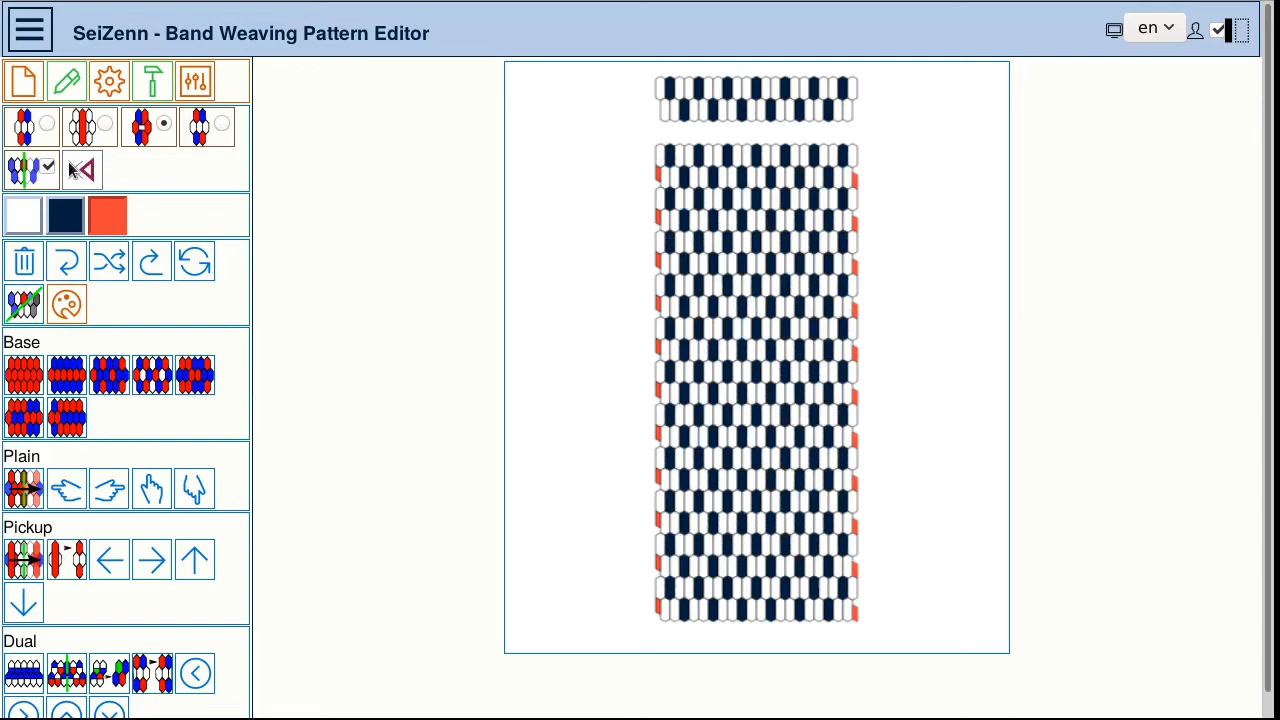 SeiZenn - Band Weaving Pattern Editor
en
Base
Plain
Pickup
Dual